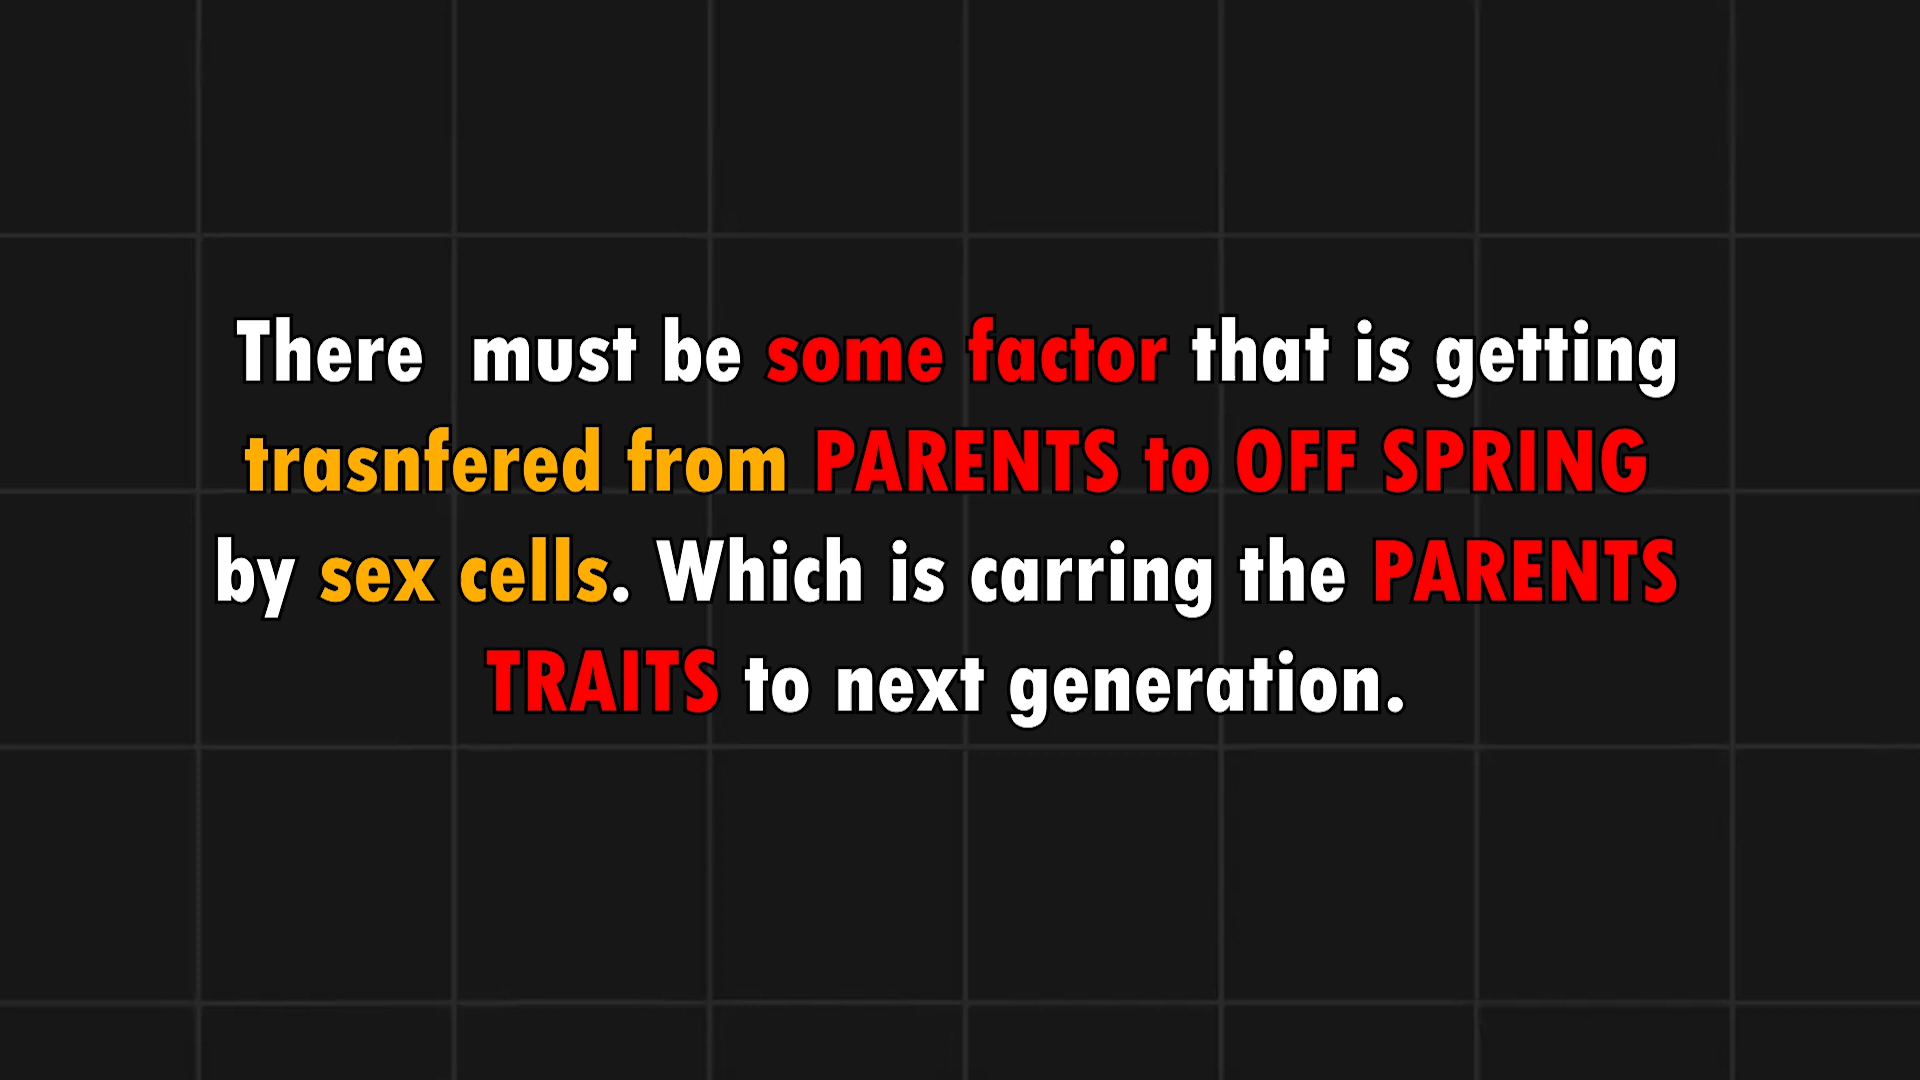 There  must be some factor that is getting
trasnfered from PARENTS to OFF SPRING
by sex cells. Which is carring the PARENTS
TRAITS to next generation.